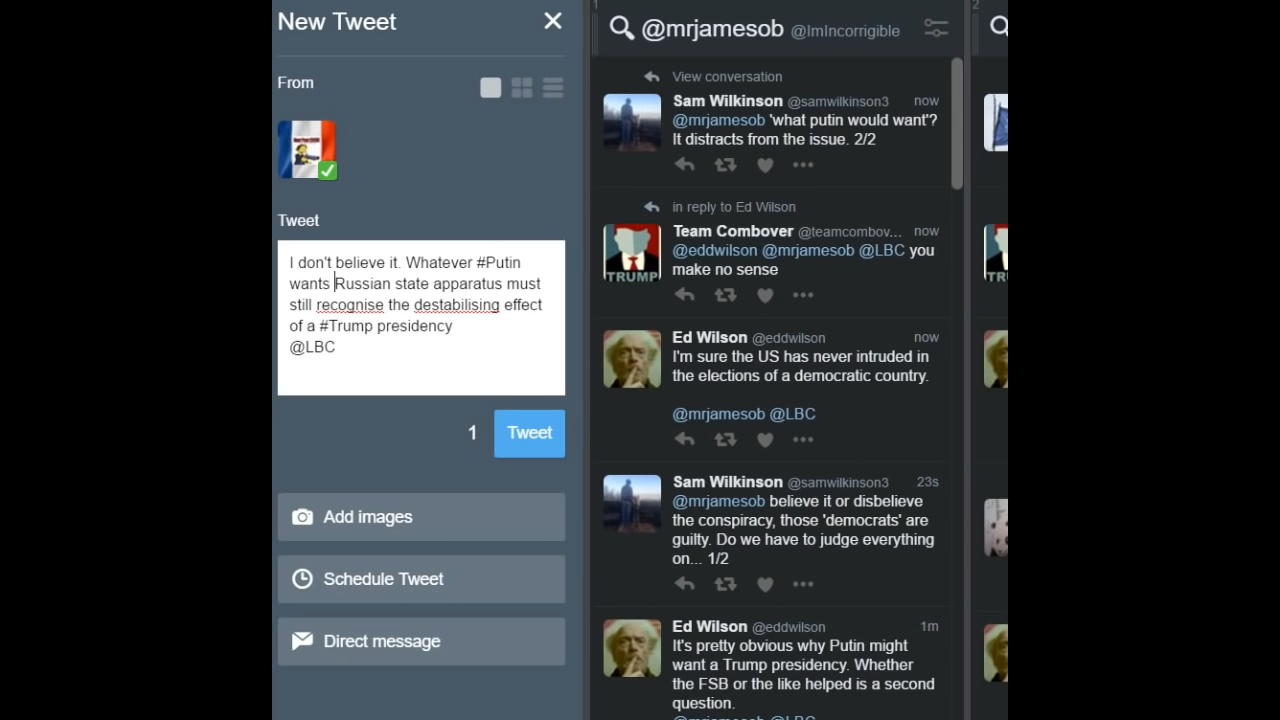 New Tweet
From
Tweet
I don't believe it. Whatever #Putin
wants Russian state apparatus must
still recognise the destabilising effect
of a #Trump presidency
@LBC
1 Tweet
Add images
Schedule Tweet
Direct message
1
@mrjamesob @ImIncorrigible
View conversation
Sam Wilkinson @samwilkinson3 now
@mrjamesob 'what putin would want'?
It distracts from the issue. 2/2
in reply to Ed Wilson
Team Combover @teamcombov... now
@eddwilson @mrjamesob @LBC you
make no sense
TRUMP
Ed Wilson @eddwilson now
I'm sure the US has never intruded in
the elections of a democratic country.
@mrjamesob @LBC
Sam Wilkinson @samwilkinson3 23s
@mrjamesob believe it or disbelieve
the conspiracy, those 'democrats' are
guilty. Do we have to judge everything
on... 1/2
Ed Wilson @eddwilson 1m
It's pretty obvious why Putin might
want a Trump presidency. Whether
the FSB or the like helped is a second
question.
@mrjamesob @LBC
2